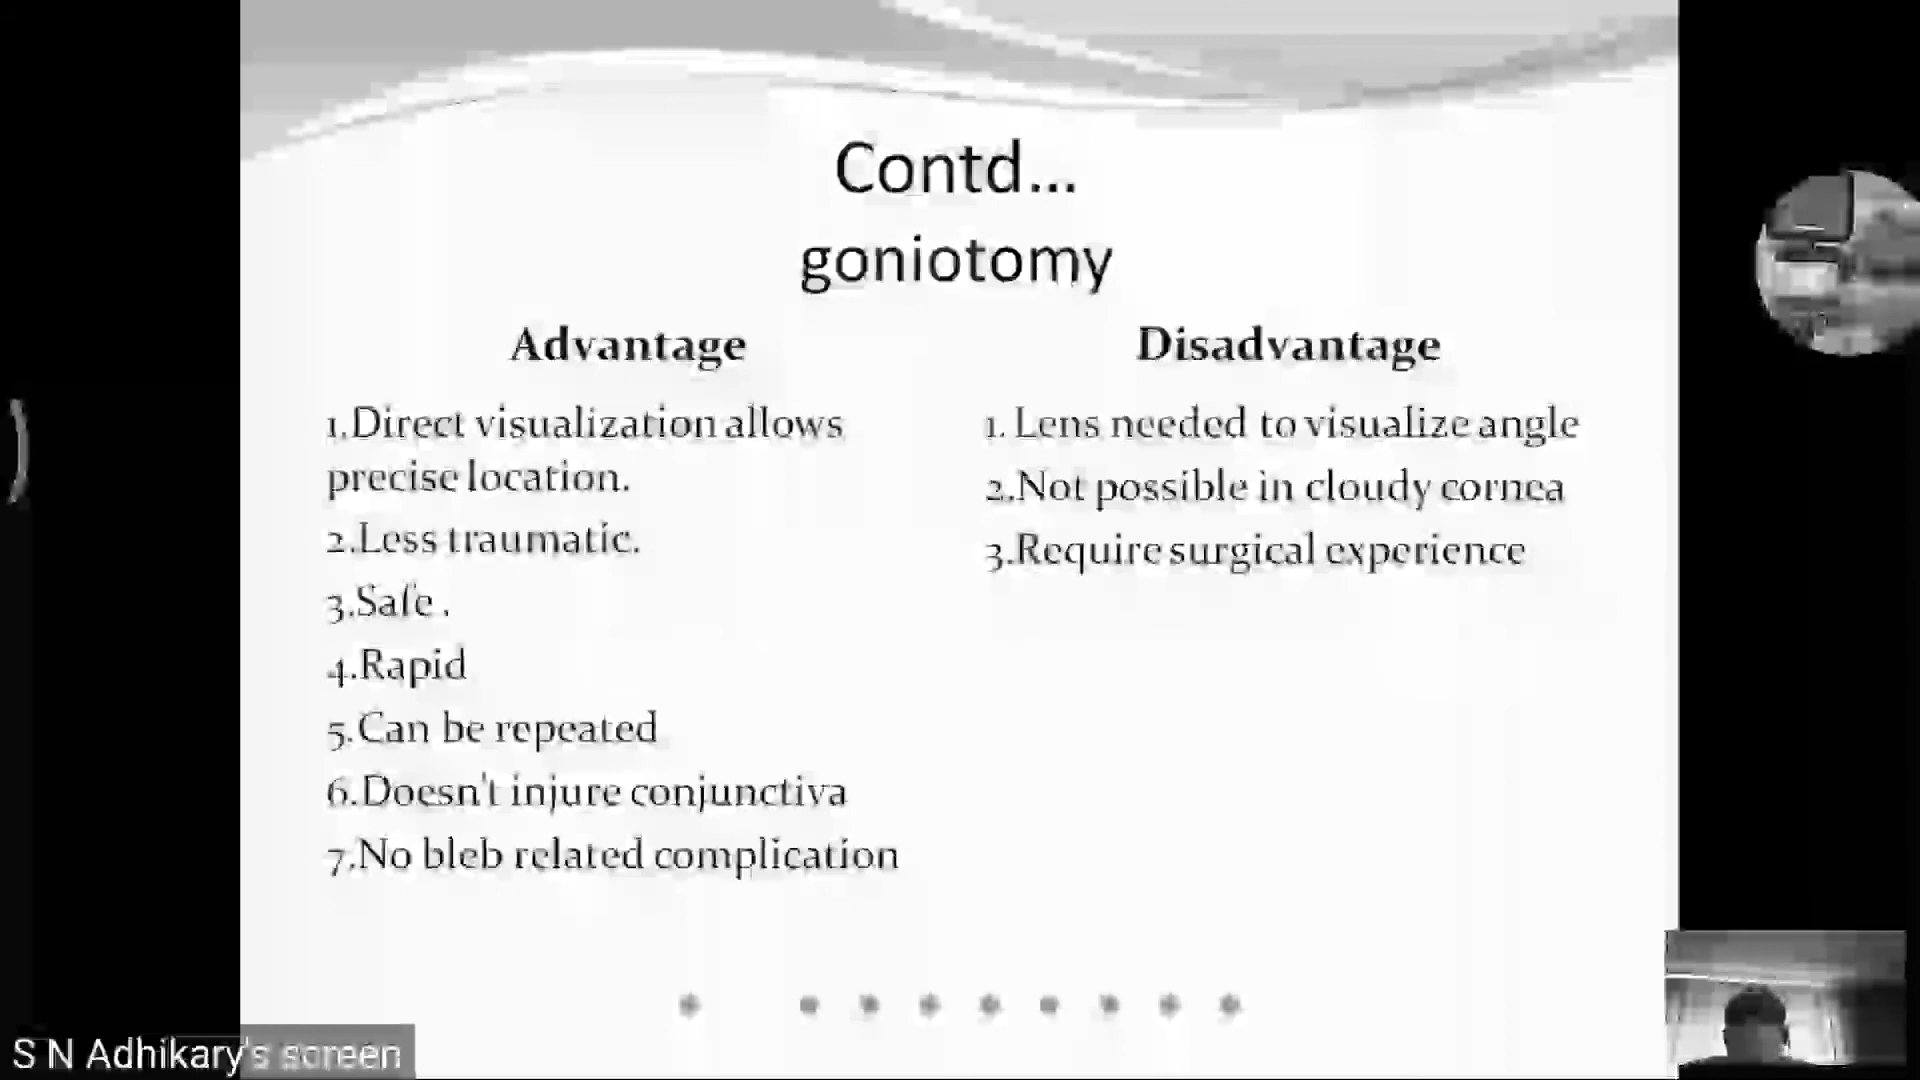 Contd...
goniotomy
Advantage
1.Direct visualization allows
precise location.
2.Less traumatic.
3.Safe .
4.Rapid
5.Can be repeated
6.Doesn't injure conjunctiva
7.No bleb related complication
Disadvantage
1. Lens needed to visualize angle
2.Not possible in cloudy cornea
3.Require surgical experience
S N Adhikary's screen